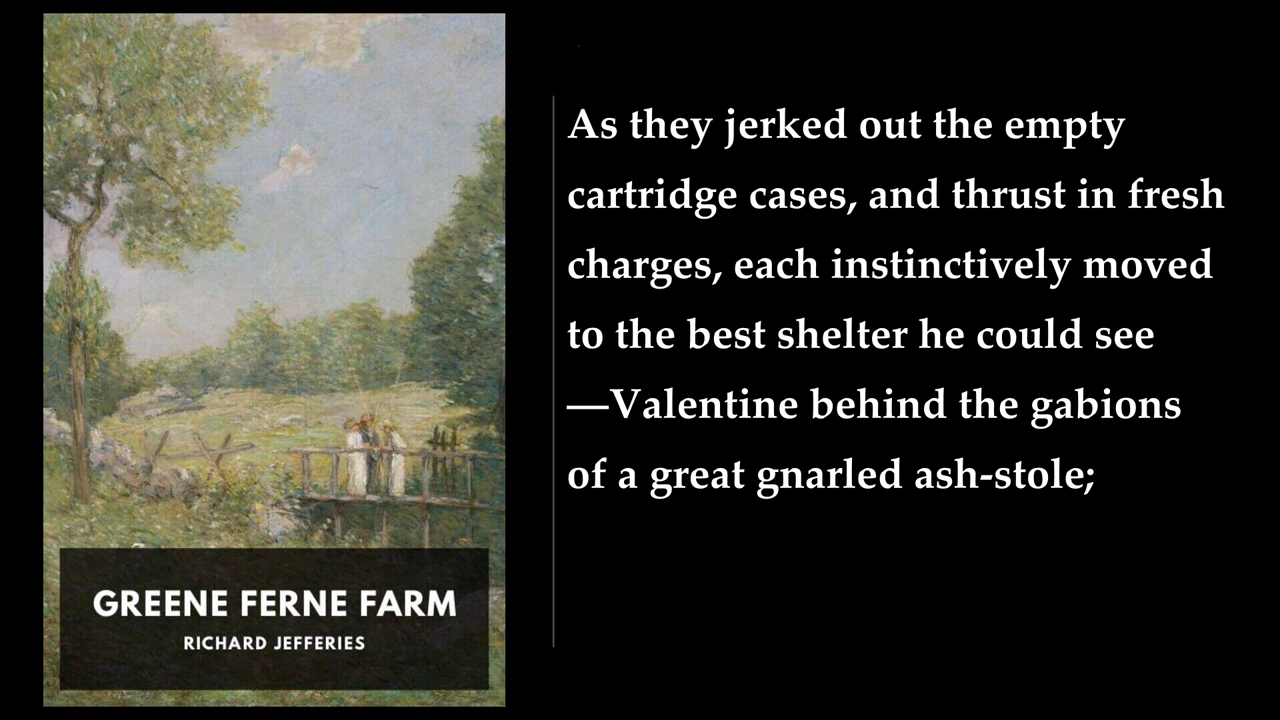 GREENE FERNE FARM
RICHARD JEFFERIES
As they jerked out the empty
cartridge cases, and thrust in fresh
charges, each instinctively moved
to the best shelter he could see
—Valentine behind the gabions
of a great gnarled ash-stole;